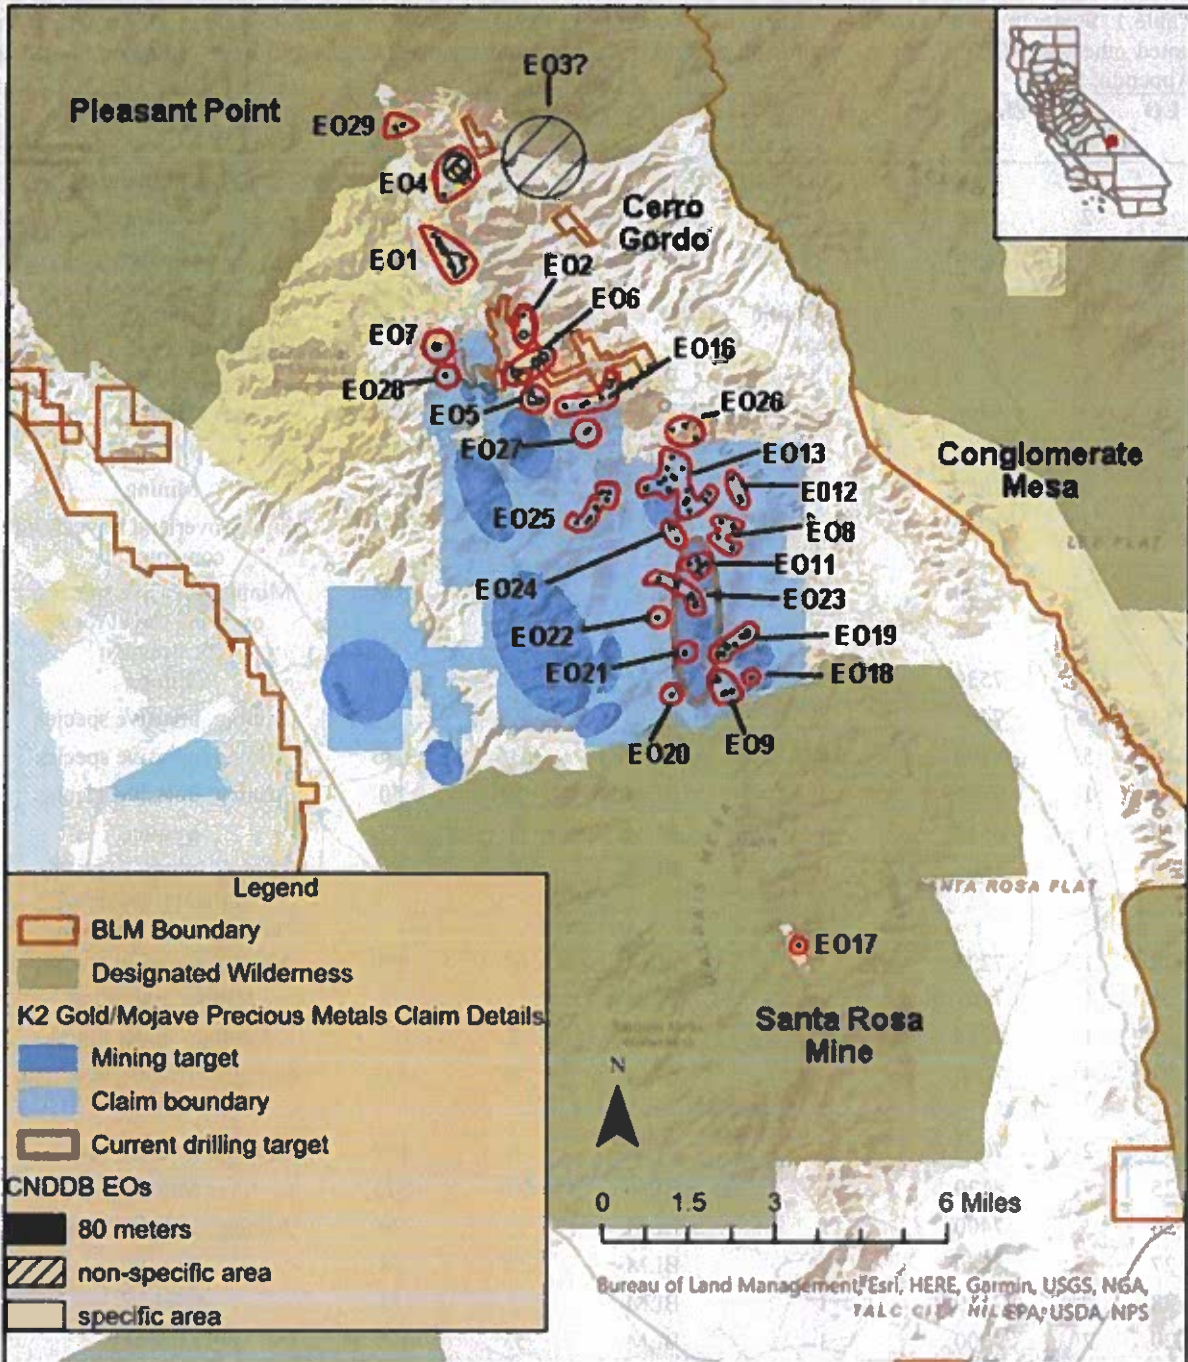 EO3?
Pleasant Point
EO29
EO4
Cerro
Gordo
EO1
EO2
EO6
EO7
EO16
EO28
EO5
EO26
EO27
EO13
Conglomerate
Mesa
EO12
EO25
EO8
EO11
EO24
EO23
EO22
EO19
EO21
EO18
EO20
EO9
SANTA ROSA FLAT
EO17
Santa Rosa
Mine
N
0 1.5 3 6 Miles
Bureau of Land Management, Esri, HERE, Garmin, USGS, NGA,
EPA, USDA, NPS
Legend
BLM Boundary
Designated Wilderness
K2 Gold/Mojave Precious Metals Claim Details
Mining target
Claim boundary
Current drilling target
CNDDB EOs
80 meters
non-specific area
specific area